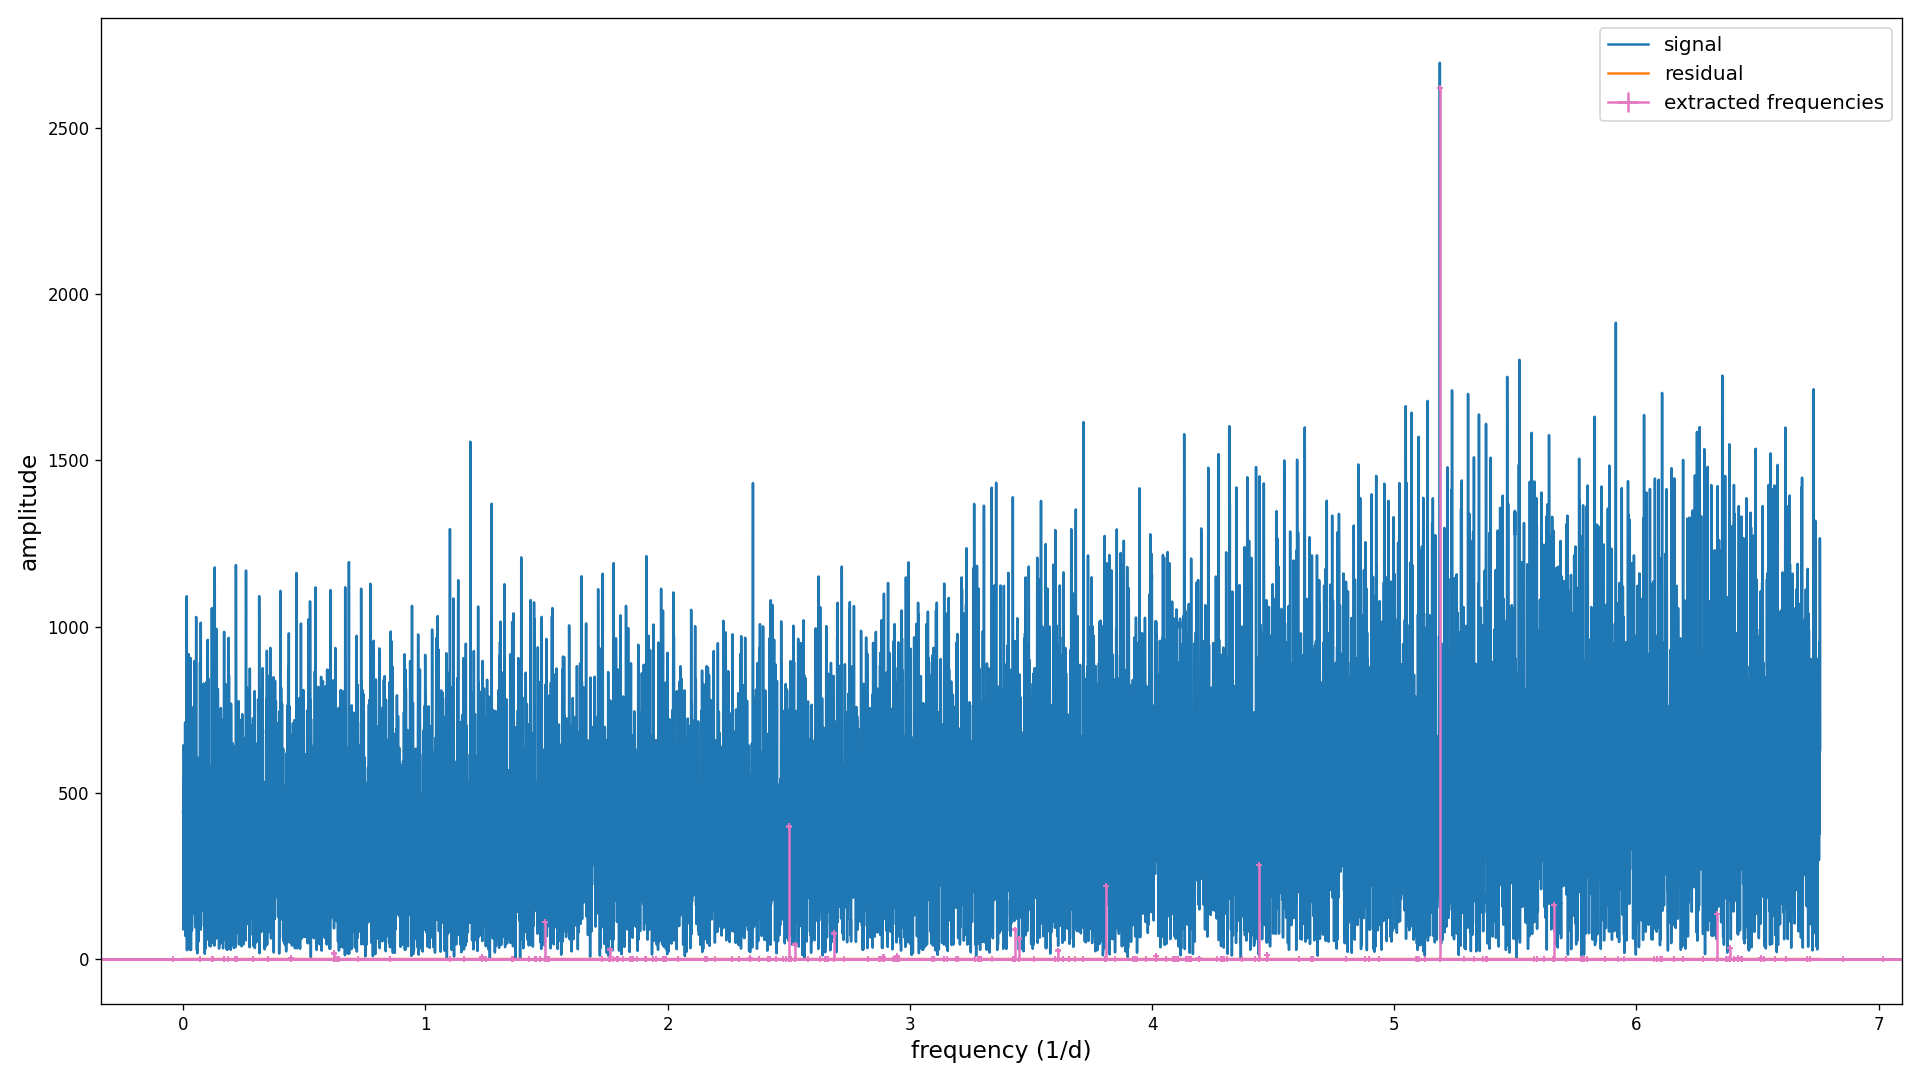 signal
residual
extracted frequencies
2500
2000
1500
1000
500
0
amplitude
0 1 2 3 4 5 6 7
frequency (1/d)